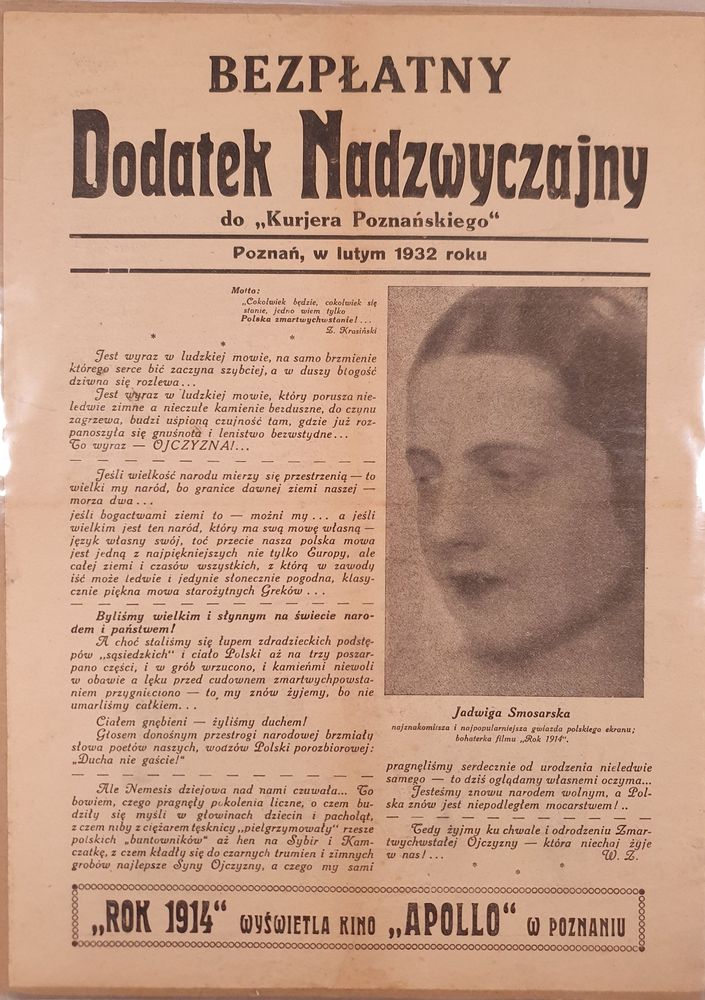 BEZPŁATNY
Dodatek Nadzwyczajny
do „Kurjera Poznańskiego“
Poznań, w lutym 1932 roku
Motto:
„Cokolwiek będzie, cokolwiek się
stanie, jedno wiem tylko
Polska zmartwychwstanie!...
Z. Krasiński
* * *
Jest wyraz w ludzkiej mowie, na samo brzmienie
którego serce bić zaczyna szybciej, a w duszy błogość
dziwna się rozlewa...
Jest wyraz w ludzkiej mowie, który porusza nie-
ledwie zimne a nieczułe kamienie bezduszne, do czynu
zagrzewa, budzi uśpioną czujność tam, gdzie już roz-
panoszyła się gnuśnota i lenistwo bezwstydne...
To wyraz — OJCZYZNA!...
Jeśli wielkość narodu mierzy się przestrzenią — to
wielki my naród, bo granice dawnej ziemi naszej —
morza dwa...
jeśli bogactwami ziemi to — możni my... a jeśli
wielkim jest ten naród, który ma swą mowę własną —
język własny swój, toć przecie nasza polska mowa
jest jedną z najpiękniejszych nie tylko Europy, ale
całej ziemi i czasów wszystkich, z którą w zawody
iść może ledwie i jedynie słonecznie pogodna, klasy-
cznie piękna mowa starożytnych Greków...
Byliśmy wielkim i słynnym na świecie naro-
dem i państwem!
A choć staliśmy się łupem zdradzieckich podstę-
pów „sąsiedzkich“ i ciało Polski aż na trzy poszar-
pano części, i w grób wrzucono, i kamieńmi niewoli
w obawie a lęku przed cudownem zmartwychpowsta-
niem przygnieciono — to my znów żyjemy, bo nie
umarliśmy całkiem...
Ciałem gnębieni — żyliśmy duchem!
Głosem donośnym przestrogi narodowej brzmiały
słowa poetów naszych, wodzów Polski porozbiorowej:
„Ducha nie gaście!“
Ale Nemesis dziejowa nad nami czuwała... To
bowiem, czego pragnęły pokolenia liczne, o czem bu-
dziły się myśli w głowinach dziecin i pacholąt,
z czem niby z ciężarem tęsknicy „pielgrzymowały“ rzesze
polskich „buntowników“ aż hen na Sybir i Kam-
czatkę, z czem kładły się do czarnych trumien i zimnych
grobów najlepsze Syny Ojczyzny, a czego my sami
Jadwiga Smosarska
najznakomitsza i najpopularniejsza gwiazda polskiego ekranu;
bohaterka filmu „Rok 1914“.
pragnęliśmy serdecznie od urodzenia nieledwie
samego — to dziś oglądamy własnemi oczyma...
Jesteśmy znowu narodem wolnym, a Pol-
ska znów jest niepodległem mocarstwem!..
Tedy żyjmy ku chwale i odrodzeniu Zmar-
twychwstałej Ojczyzny — która niechaj żyje
w nas!... W. Z.
* * *
„ROK 1914“ WYŚWIETLA KINO „APOLLO“ W POZNANIU